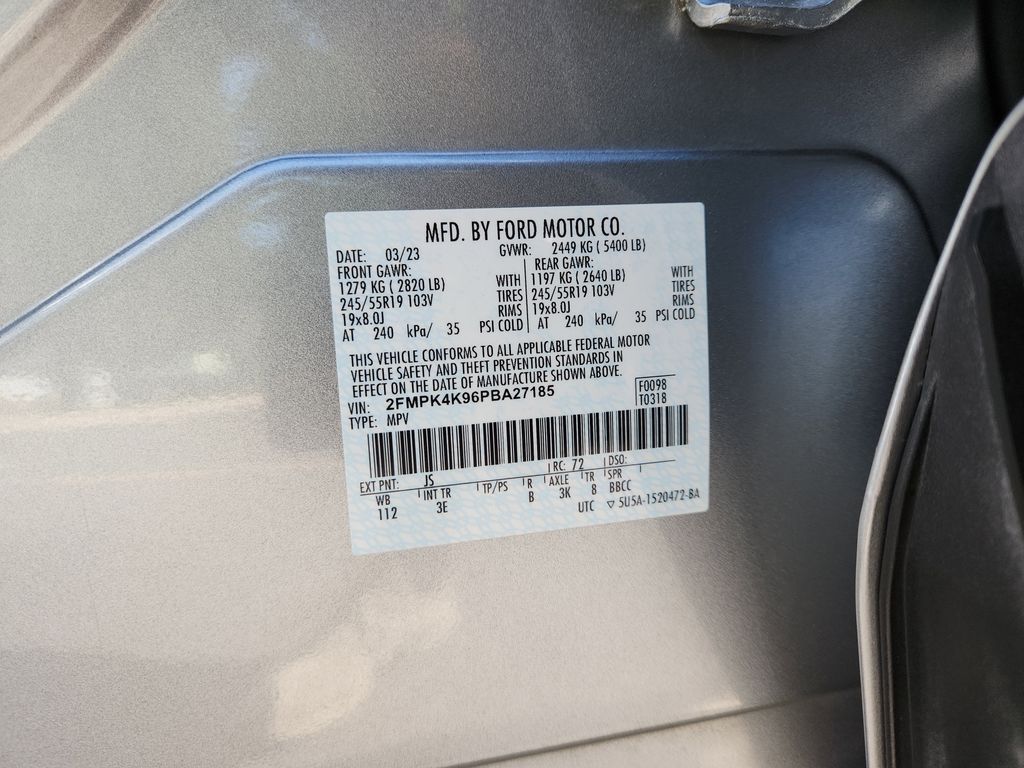 MFD. BY FORD MOTOR CO.
DATE: 03/23 GVWR: 2449 KG ( 5400 LB)
FRONT GAWR: REAR GAWR:
1279 KG ( 2820 LB) WITH 1197 KG ( 2640 LB) WITH
245/55R19 103V TIRES 245/55R19 103V TIRES
19x8.0J RIMS 19x8.0J RIMS
AT 240 kPa/ 35 PSI COLD AT 240 kPa/ 35 PSI COLD
THIS VEHICLE CONFORMS TO ALL APPLICABLE FEDERAL MOTOR
VEHICLE SAFETY AND THEFT PREVENTION STANDARDS IN
EFFECT ON THE DATE OF MANUFACTURE SHOWN ABOVE.
VIN: 2FMPK4K96PBA27185 F0098
TYPE: MPV T0318
EXT PNT: JS RC: 72 DSO:
WB INT TR TP/PS R AXLE TR SPR
112 3E B 3K 8 BBCC
UTC ▽ 5U5A-1520472-BA